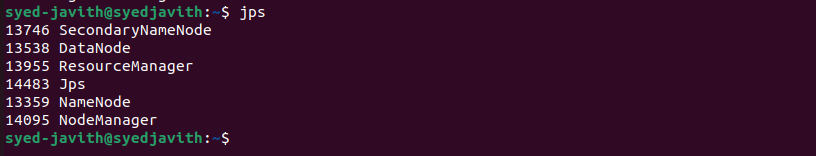 syed-javith@syedjavith:~$ jps
13746 SecondaryNameNode
13538 DataNode
13955 ResourceManager
14483 Jps
13359 NameNode
14095 NodeManager
syed-javith@syedjavith:~$